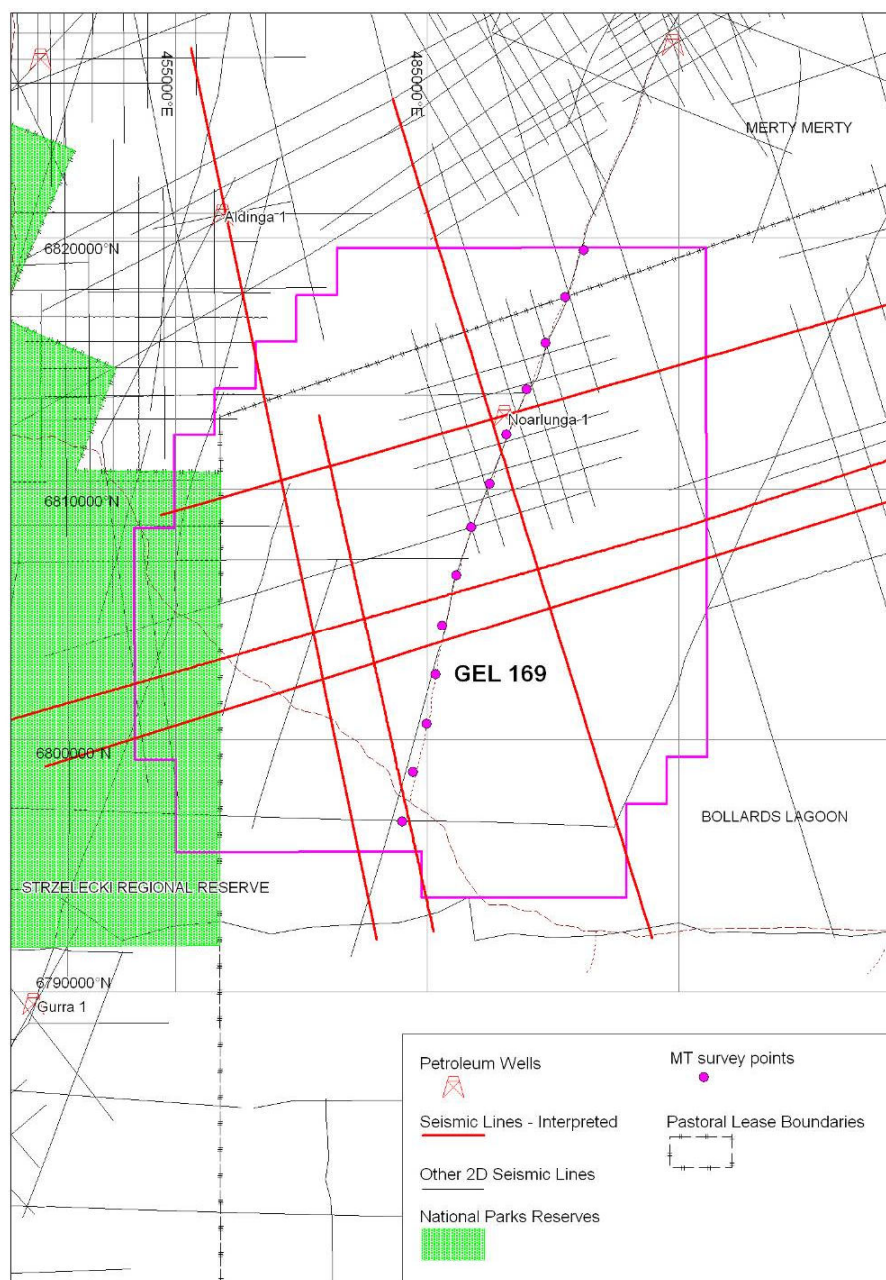 455000°E
485000°E
MERTY MERTY
Aldinga 1
6820000°N
Noarlunga 1
6810000°N
GEL 169
6800000°N
BOLLARDS LAGOON
STRZELECKI REGIONAL RESERVE
6790000°N
Gurra 1
Petroleum Wells
MT survey points
Seismic Lines - Interpreted
Pastoral Lease Boundaries
Other 2D Seismic Lines
National Parks Reserves